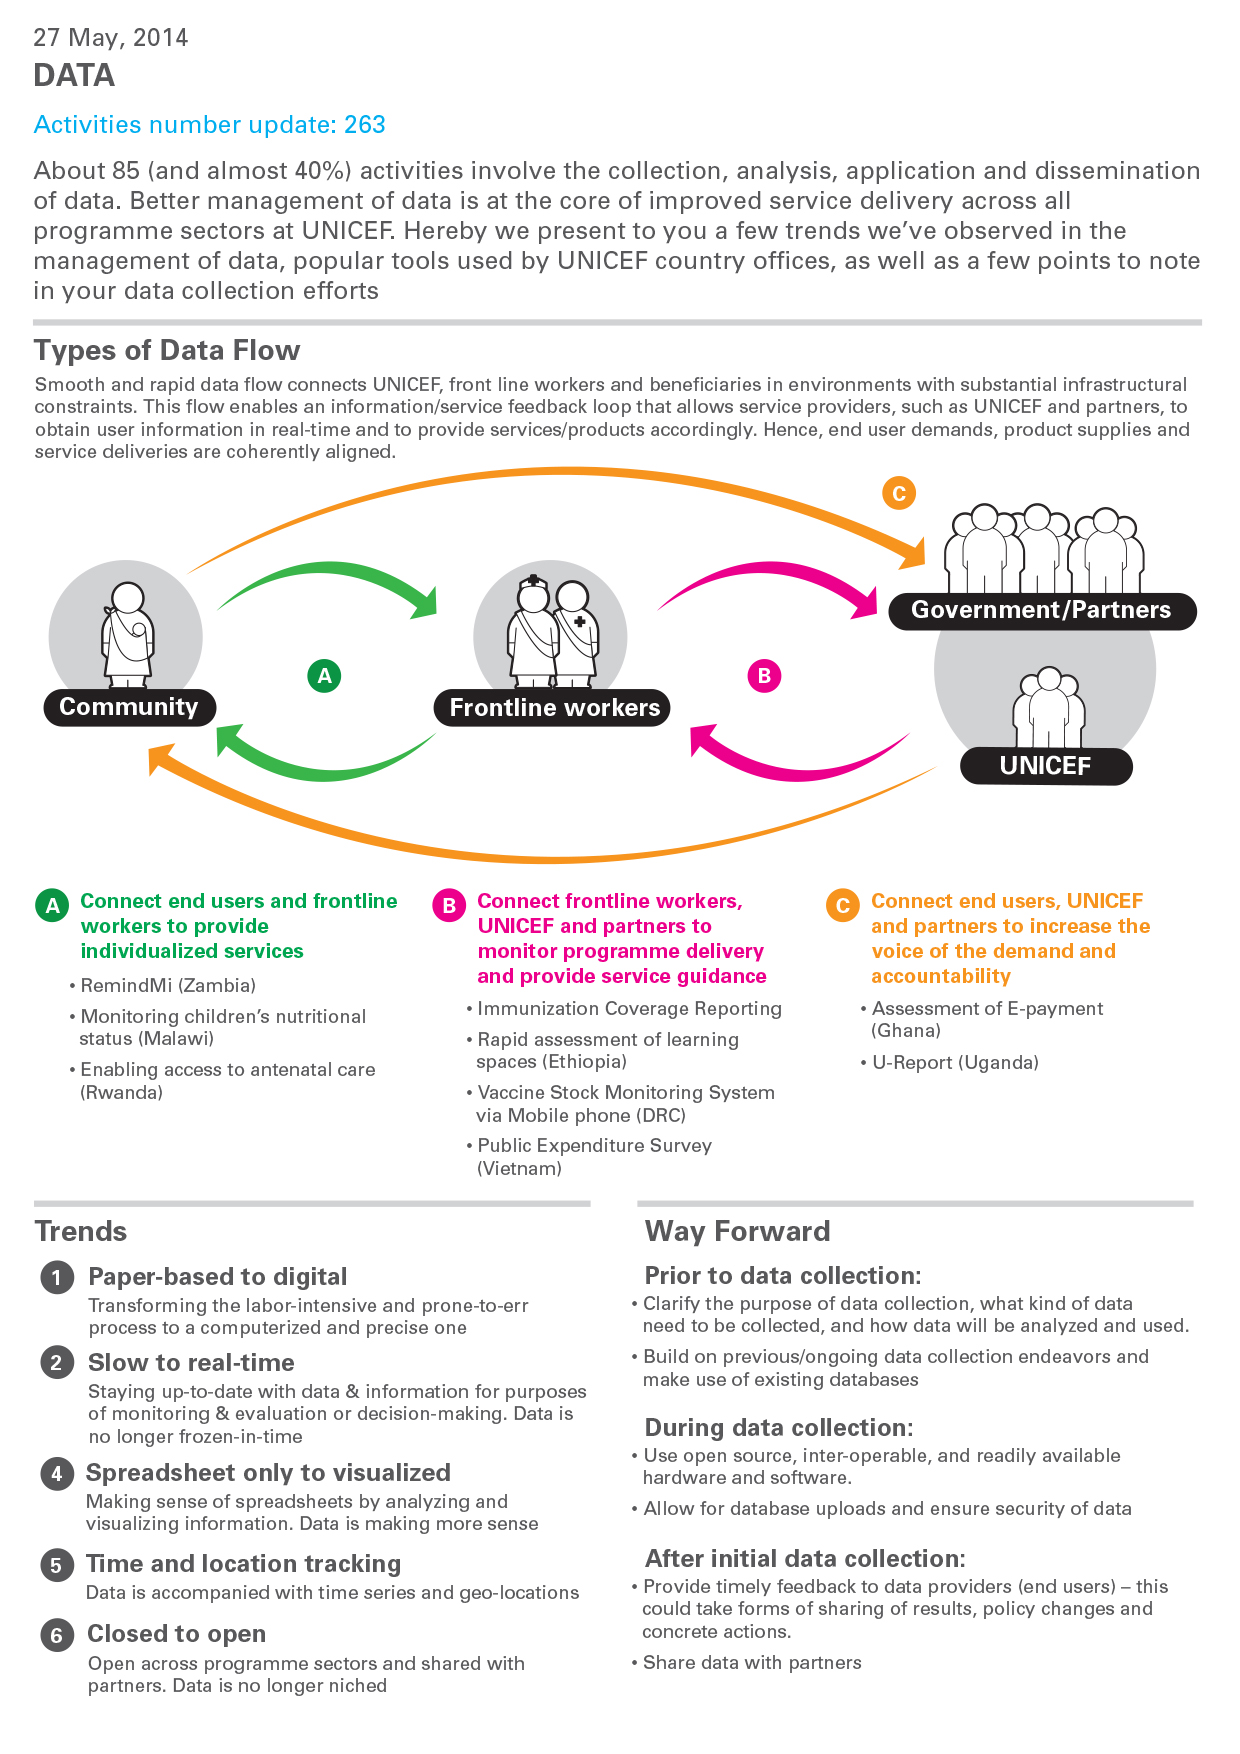 27 May, 2014
DATA
Activities number update: 263
About 85 (and almost 40%) activities involve the collection, analysis, application and dissemination
of data. Better management of data is at the core of improved service delivery across all
programme sectors at UNICEF. Hereby we present to you a few trends we’ve observed in the
management of data, popular tools used by UNICEF country offices, as well as a few points to note
in your data collection efforts
Types of Data Flow
Smooth and rapid data flow connects UNICEF, front line workers and beneficiaries in environments with substantial infrastructural
constraints. This flow enables an information/service feedback loop that allows service providers, such as UNICEF and partners, to
obtain user information in real-time and to provide services/products accordingly. Hence, end user demands, product supplies and
service deliveries are coherently aligned.
C
Government/Partners
A
B
Community
Frontline workers
UNICEF
A Connect end users and frontline
workers to provide
individualized services
• RemindMi (Zambia)
• Monitoring children’s nutritional
status (Malawi)
• Enabling access to antenatal care
(Rwanda)
B Connect frontline workers,
UNICEF and partners to
monitor programme delivery
and provide service guidance
• Immunization Coverage Reporting
• Rapid assessment of learning
spaces (Ethiopia)
• Vaccine Stock Monitoring System
via Mobile phone (DRC)
• Public Expenditure Survey
(Vietnam)
C Connect end users, UNICEF
and partners to increase the
voice of the demand and
accountability
• Assessment of E-payment
(Ghana)
• U-Report (Uganda)
Trends
1 Paper-based to digital
Transforming the labor-intensive and prone-to-err
process to a computerized and precise one
2 Slow to real-time
Staying up-to-date with data & information for purposes
of monitoring & evaluation or decision-making. Data is
no longer frozen-in-time
4 Spreadsheet only to visualized
Making sense of spreadsheets by analyzing and
visualizing information. Data is making more sense
5 Time and location tracking
Data is accompanied with time series and geo-locations
6 Closed to open
Open across programme sectors and shared with
partners. Data is no longer niched
Way Forward
Prior to data collection:
• Clarify the purpose of data collection, what kind of data
need to be collected, and how data will be analyzed and used.
• Build on previous/ongoing data collection endeavors and
make use of existing databases
During data collection:
• Use open source, inter-operable, and readily available
hardware and software.
• Allow for database uploads and ensure security of data
After initial data collection:
• Provide timely feedback to data providers (end users) – this
could take forms of sharing of results, policy changes and
concrete actions.
• Share data with partners